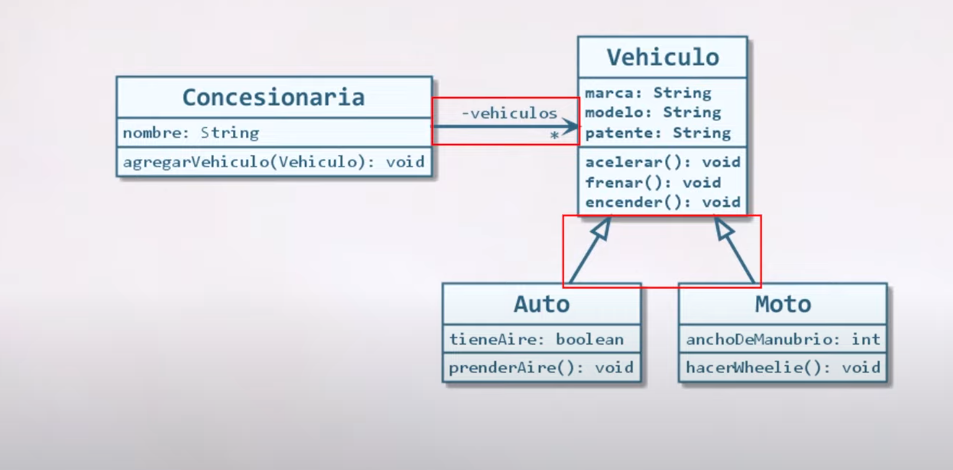 Concesionaria
nombre: String
agregarVehiculo(Vehiculo): void
-vehiculos
*
Vehiculo
marca: String
modelo: String
patente: String
acelerar(): void
frenar(): void
encender(): void
Auto
tieneAire: boolean
prenderAire(): void
Moto
anchoDeManubrio: int
hacerWheelie(): void